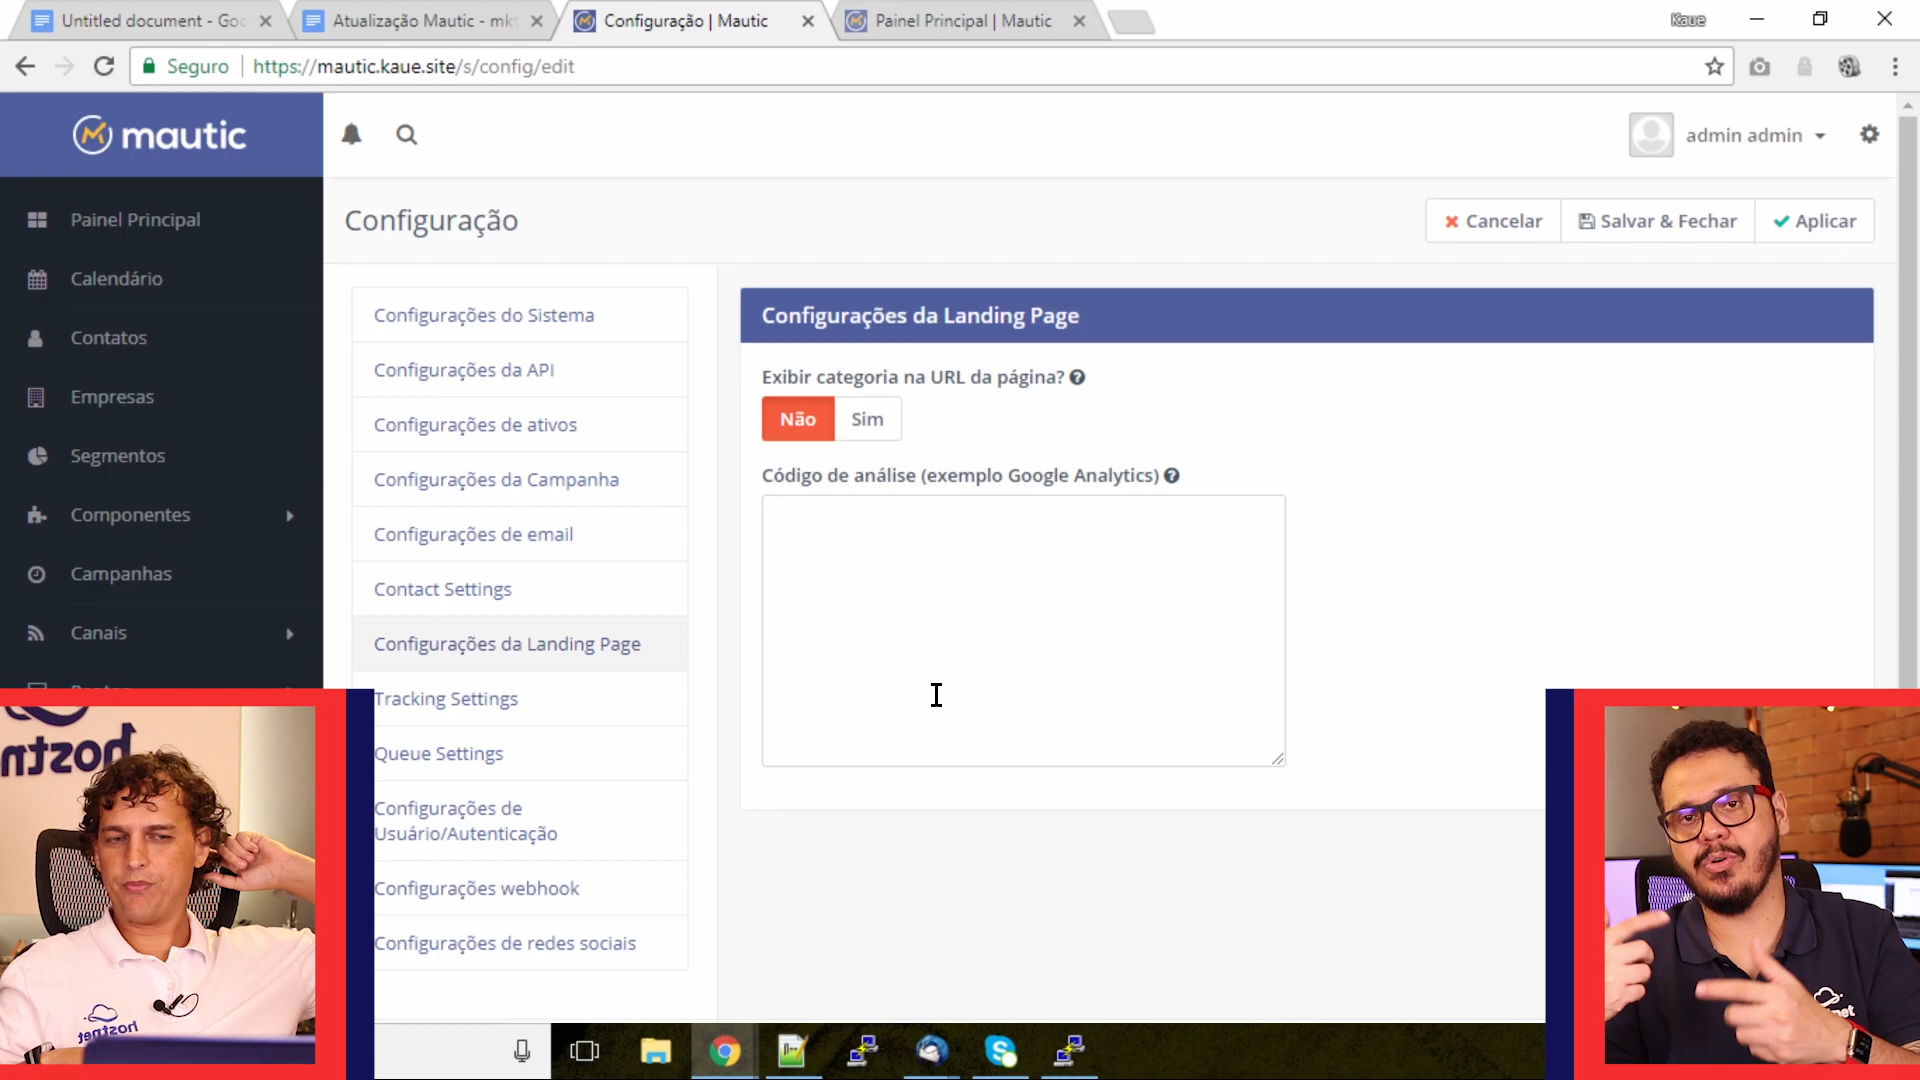 Untitled document - Goo
Atualização Mautic - mkt
Configuração | Mautic
Painel Principal | Mautic
Kaue
Seguro
https://mautic.kaue.site/s/config/edit
mautic
admin admin
Painel Principal
Calendário
Contatos
Empresas
Segmentos
Componentes
Campanhas
Canais
Configuração
Cancelar
Salvar & Fechar
Aplicar
Configurações do Sistema
Configurações da API
Configurações de ativos
Configurações da Campanha
Configurações de email
Contact Settings
Configurações da Landing Page
Tracking Settings
Queue Settings
Configurações de
Usuário/Autenticação
Configurações webhook
Configurações de redes sociais
Configurações da Landing Page
Exibir categoria na URL da página?
Não
Sim
Código de análise (exemplo Google Analytics)
hostnet
hostnet